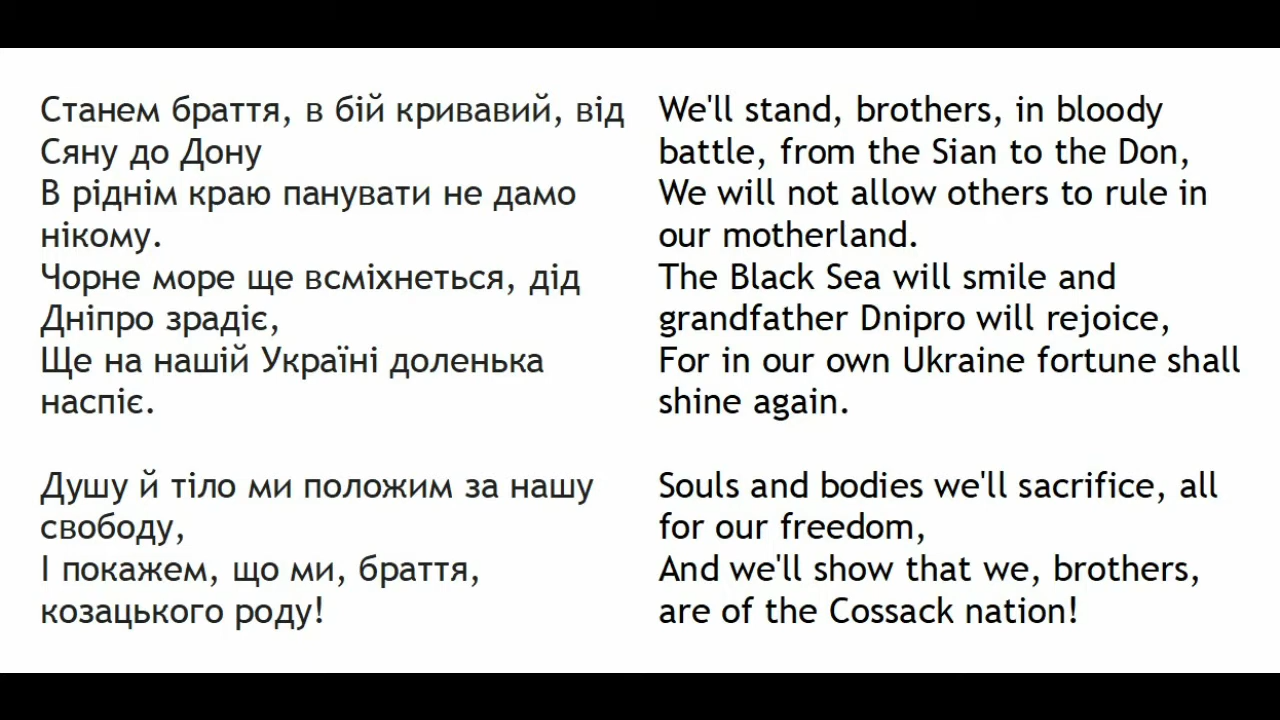 Станем браття, в бій кривавий, від
Сяну до Дону
В ріднім краю панувати не дамо
нікому.
Чорне море ще всміхнеться, дід
Дніпро зрадіє,
Ще на нашій Україні доленька
наспіє.
Душу й тіло ми положим за нашу
свободу,
І покажем, що ми, браття,
козацького роду!
We'll stand, brothers, in bloody
battle, from the Sian to the Don,
We will not allow others to rule in
our motherland.
The Black Sea will smile and
grandfather Dnipro will rejoice,
For in our own Ukraine fortune shall
shine again.
Souls and bodies we'll sacrifice, all
for our freedom,
And we'll show that we, brothers,
are of the Cossack nation!